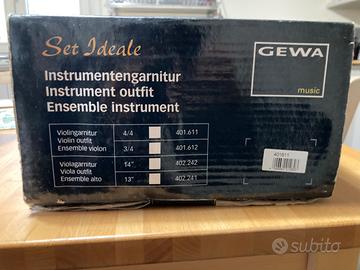 Set Ideale
GEWA
music
Instrumentengarnitur
Instrument outfit
Ensemble instrument
Violingarnitur 4/4 401.611
Violin outfit
Ensemble violon 3/4 401.612
Violagarnitur 14" 402.242
Viola outfit
Ensemble alto 13" 402.241
401611
subito